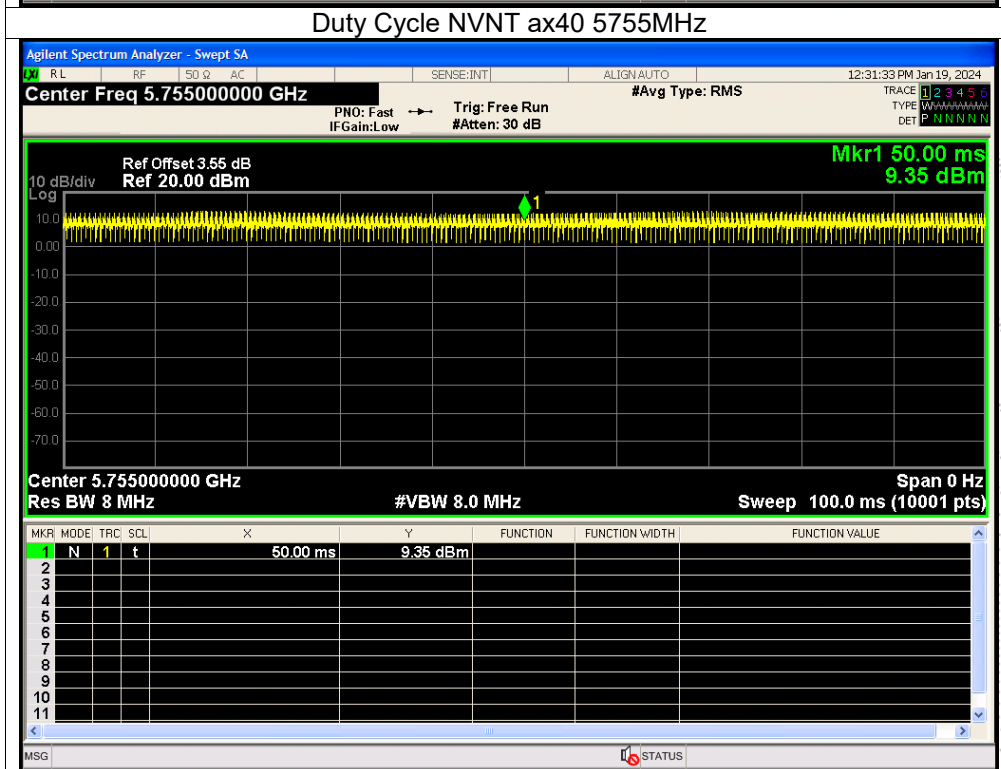 Duty Cycle NVNT ax40 5755MHz
Agilent Spectrum Analyzer - Swept SA
LXI RL RF 50 Ω AC SENSE:INT ALIGN AUTO 12:31:33 PM Jan 19, 2024
Center Freq 5.755000000 GHz #Avg Type: RMS TRACE 1 2 3 4 5 6
PNO: Fast Trig: Free Run TYPE WWWWWW
IFGain:Low #Atten: 30 dB DET P N N N N N
Mkr1 50.00 ms
Ref Offset 3.55 dB
10 dB/div Ref 20.00 dBm 9.35 dBm
Log
1
10.0
0.00
-10.0
-20.0
-30.0
-40.0
-50.0
-60.0
-70.0
Center 5.755000000 GHz Span 0 Hz
Res BW 8 MHz #VBW 8.0 MHz Sweep 100.0 ms (10001 pts)
MKR MODE TRC SCL X Y FUNCTION FUNCTION WIDTH FUNCTION VALUE
1 N 1 t 50.00 ms 9.35 dBm
2
3
4
5
6
7
8
9
10
11
MSG STATUS